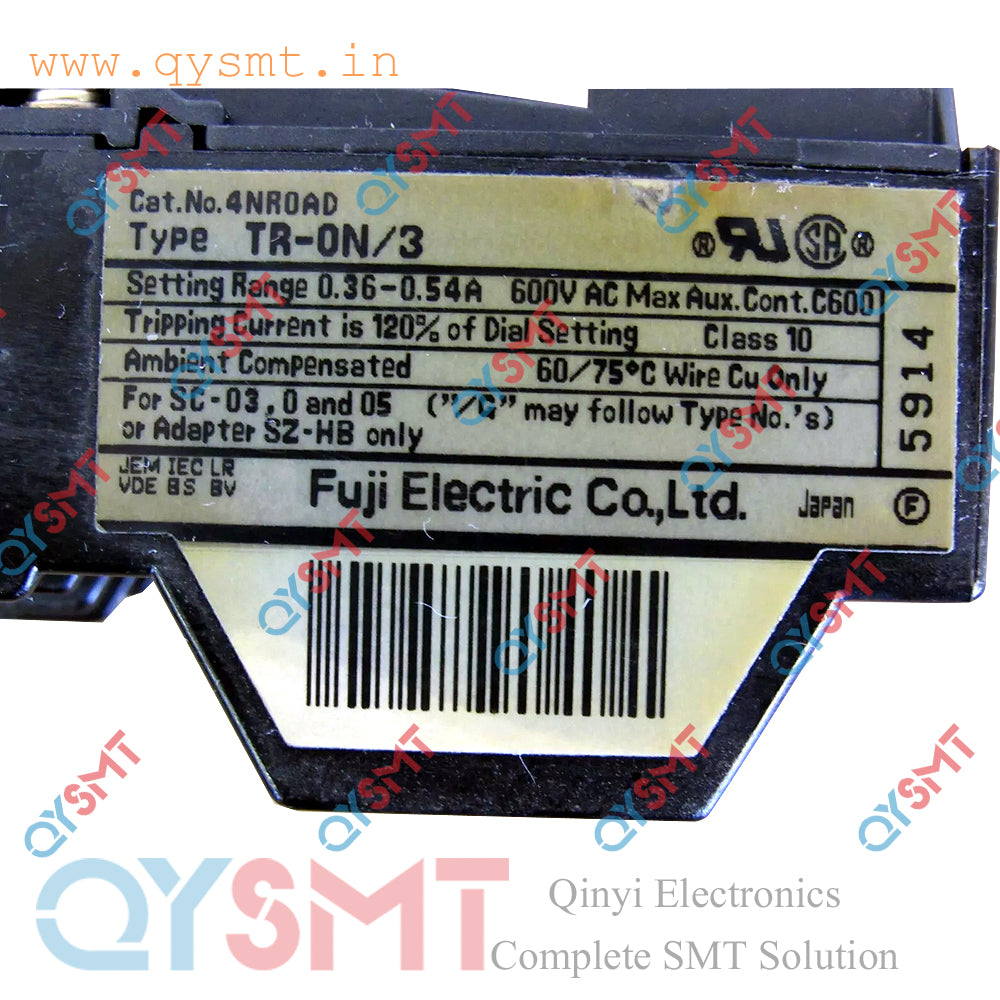 www.qysmt.in
Cat.No.4NR0AD
Type TR-0N/3
Setting Range 0.36-0.54A 600V AC Max Aux.Cont.C600
Tripping Current is 120% of Dial Setting Class 10
Ambient Compensated 60/75°C Wire Cu Only
For SC-03,0 and 05 ("/…" may follow Type No.'s)
or Adapter SZ-HB only
5914
JEM IEC LR
VDE BS BV
Fuji Electric Co.,Ltd. Japan F
QYSMT
Qinyi Electronics
Complete SMT Solution